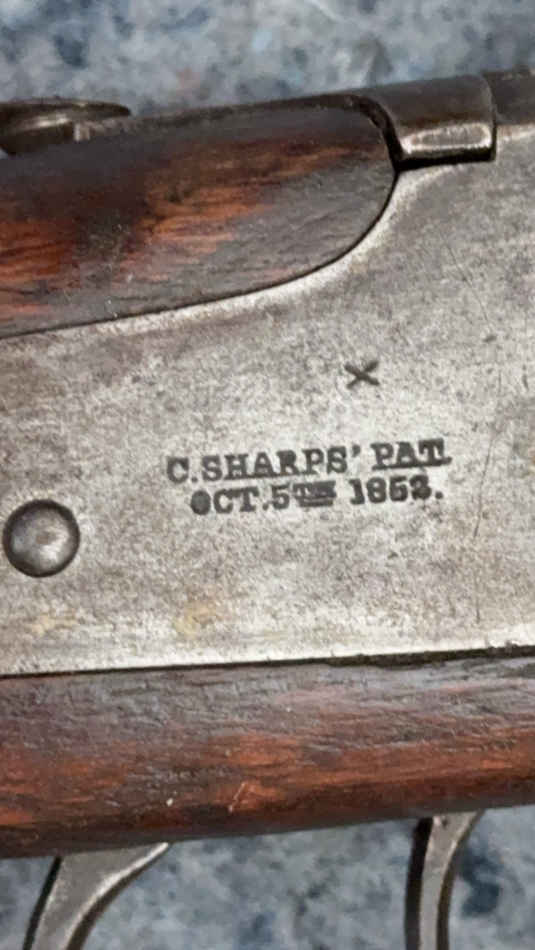 X
C.SHARPS' PAT.
OCT.5TH 1852.